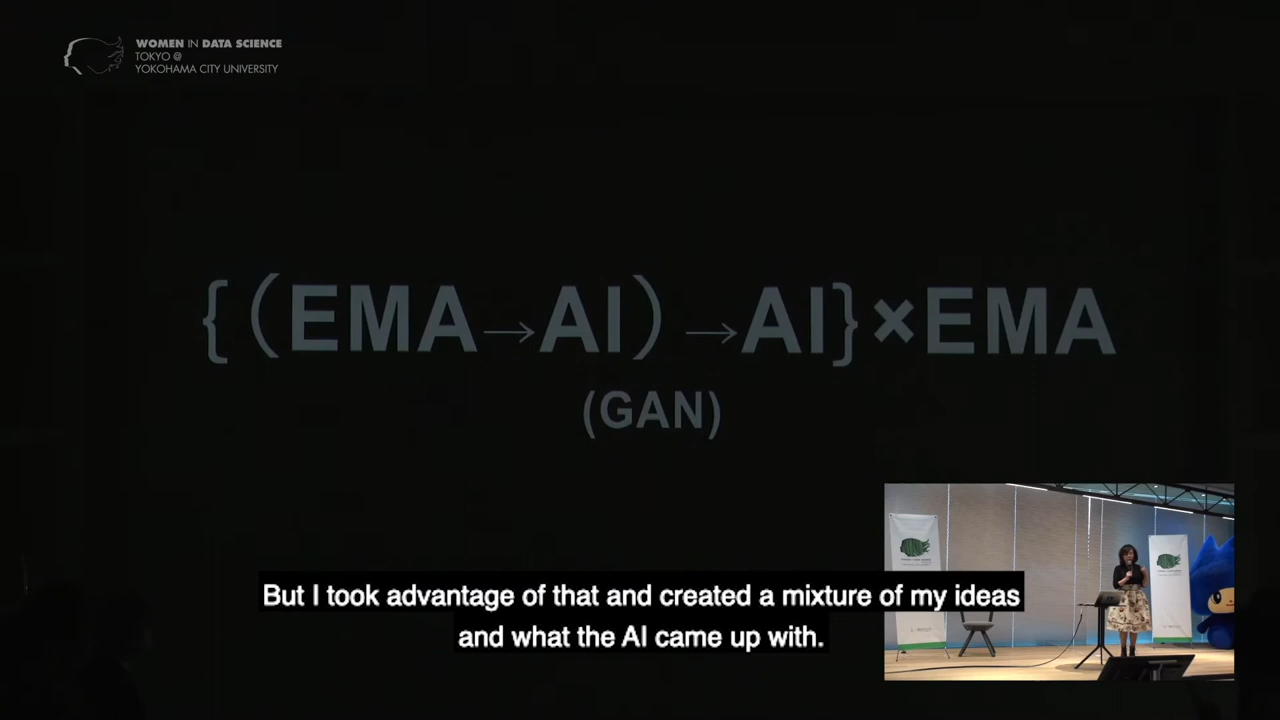 WOMEN IN DATA SCIENCE
TOKYO @
YOKOHAMA CITY UNIVERSITY
{(EMA→AI)→AI}×EMA
(GAN)
But I took advantage of that and created a mixture of my ideas
and what the AI came up with.